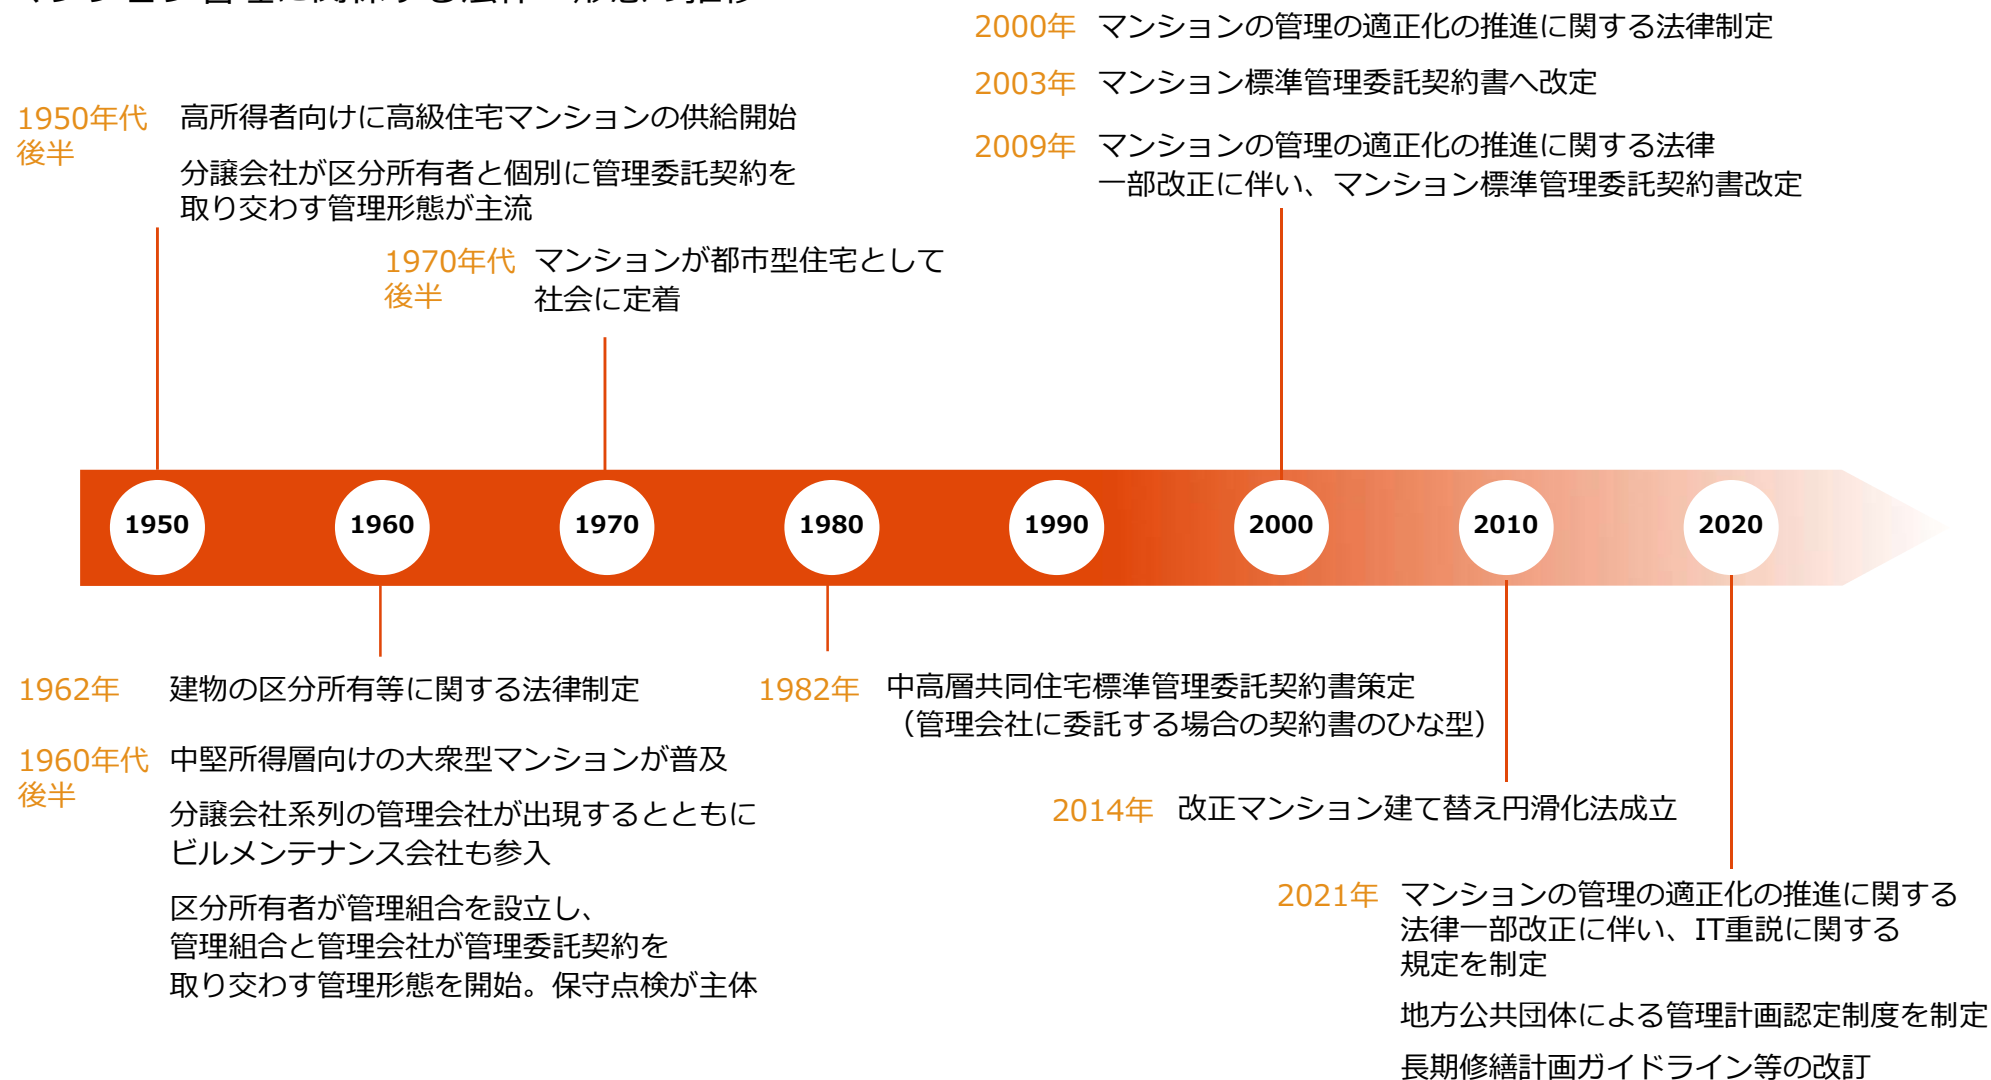 2000年 マンションの管理の適正化の推進に関する法律制定
2003年 マンション標準管理委託契約書へ改定
2009年 マンションの管理の適正化の推進に関する法律
一部改正に伴い、マンション標準管理委託契約書改定
1950年代
後半
高所得者向けに高級住宅マンションの供給開始
分譲会社が区分所有者と個別に管理委託契約を
取り交わす管理形態が主流
1970年代
後半
マンションが都市型住宅として
社会に定着
1950
1960
1970
1980
1990
2000
2010
2020
1962年 建物の区分所有等に関する法律制定
1960年代
後半
中堅所得層向けの大衆型マンションが普及
分譲会社系列の管理会社が出現するとともに
ビルメンテナンス会社も参入
区分所有者が管理組合を設立し、
管理組合と管理会社が管理委託契約を
取り交わす管理形態を開始。保守点検が主体
1982年 中高層共同住宅標準管理委託契約書策定
（管理会社に委託する場合の契約書のひな型）
2014年 改正マンション建て替え円滑化法成立
2021年 マンションの管理の適正化の推進に関する
法律一部改正に伴い、IT重説に関する
規定を制定
地方公共団体による管理計画認定制度を制定
長期修繕計画ガイドライン等の改訂